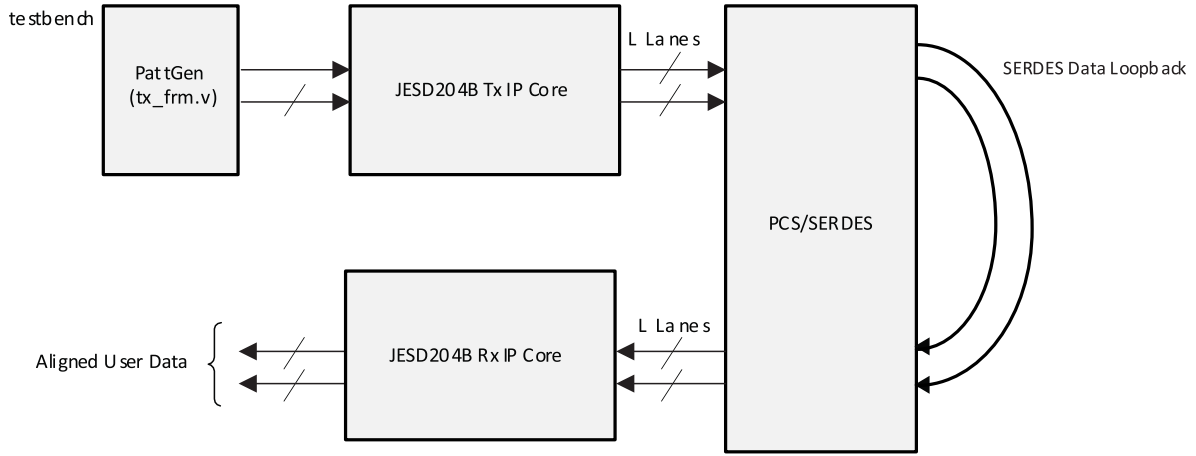 testbench
PattGen
(tx_frm.v)
JESD204B Tx IP Core
L Lanes
SERDES Data Loopback
PCS/SERDES
L Lanes
JESD204B Rx IP Core
Aligned User Data